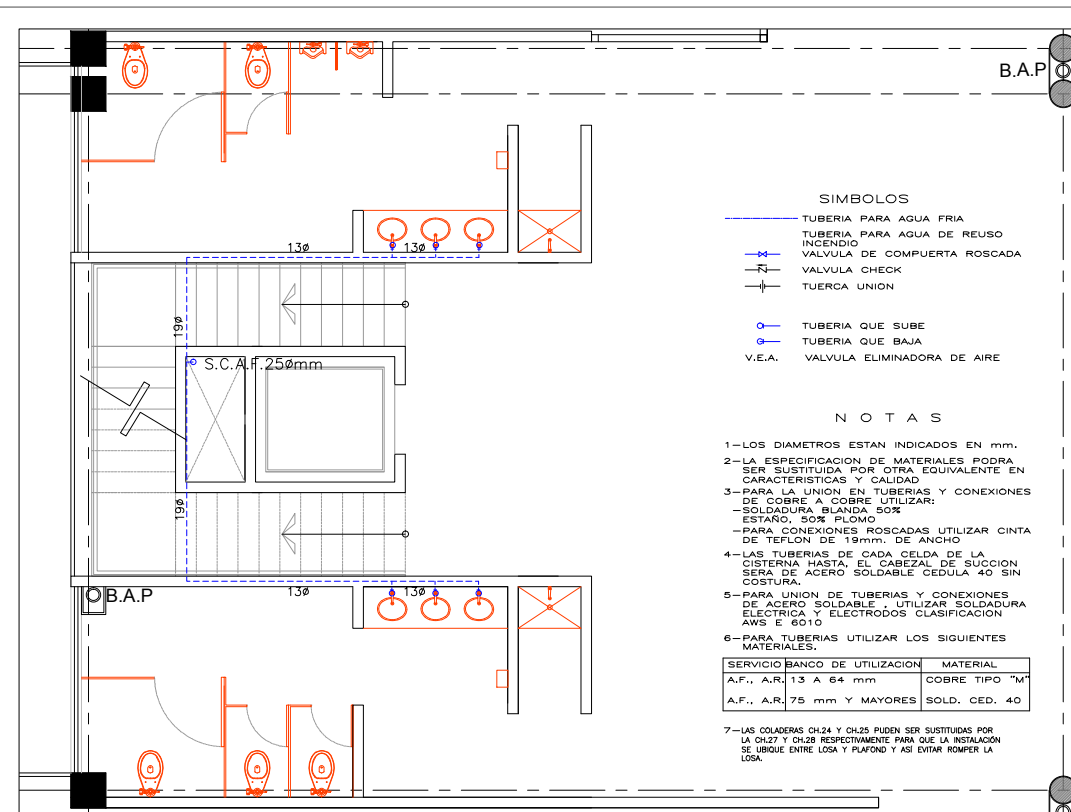 B.A.P
13ø
13ø
19ø
S.C.A.F.25ømm
19ø
13ø
13ø
B.A.P
SIMBOLOS
TUBERIA PARA AGUA FRIA
TUBERIA PARA AGUA DE REUSO
INCENDIO
VALVULA DE COMPUERTA ROSCADA
VALVULA CHECK
TUERCA UNION
TUBERIA QUE SUBE
TUBERIA QUE BAJA
V.E.A. VALVULA ELIMINADORA DE AIRE
N O T A S
1-LOS DIAMETROS ESTAN INDICADOS EN mm.
2-LA ESPECIFICACION DE MATERIALES PODRA
SER SUSTITUIDA POR OTRA EQUIVALENTE EN
CARACTERISTICAS Y CALIDAD
3-PARA LA UNION EN TUBERIAS Y CONEXIONES
DE COBRE A COBRE UTILIZAR:
-SOLDADURA BLANDA 50%
ESTAÑO, 50% PLOMO
-PARA CONEXIONES ROSCADAS UTILIZAR CINTA
DE TEFLON DE 19mm. DE ANCHO
4-LAS TUBERIAS DE CADA CELDA DE LA
CISTERNA HASTA, EL CABEZAL DE SUCCION
SERA DE ACERO SOLDABLE CEDULA 40 SIN
COSTURA.
5-PARA UNION DE TUBERIAS Y CONEXIONES
DE ACERO SOLDABLE , UTILIZAR SOLDADURA
ELECTRICA Y ELECTRODOS CLASIFICACION
AWS E 6010
6-PARA TUBERIAS UTILIZAR LOS SIGUIENTES
MATERIALES.
SERVICIO BANCO DE UTILIZACION MATERIAL
A.F., A.R. 13 A 64 mm COBRE TIPO "M"
A.F., A.R. 75 mm Y MAYORES SOLD. CED. 40
7-LAS COLADERAS CH.24 Y CH.25 PUDEN SER SUSTITUIDAS POR
LA CH.27 Y CH.28 RESPECTIVAMENTE PARA QUE LA INSTALACIÓN
SE UBIQUE ENTRE LOSA Y PLAFOND Y ASÍ EVITAR ROMPER LA
LOSA.